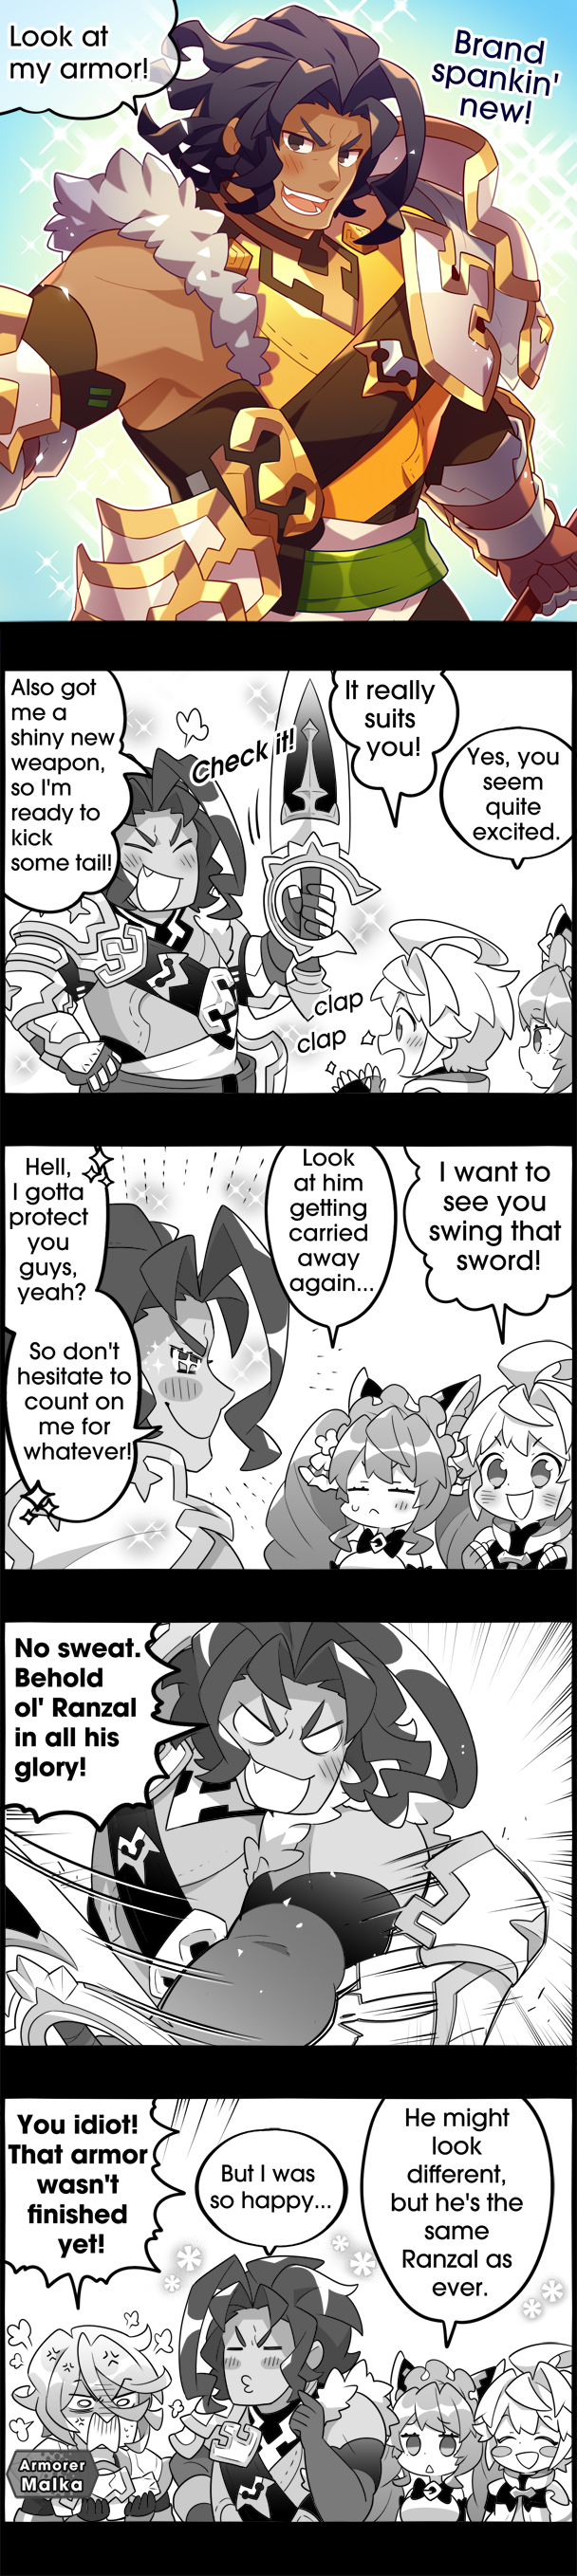 Look at
my armor!
Brand
spankin'
new!
Also got
me a
shiny new
weapon,
so I'm
ready to
kick
some tail!
Check it!
It really
suits
you!
Yes, you
seem
quite
excited.
clap
clap
Hell,
I gotta
protect
you
guys,
yeah?
So don't
hesitate to
count on
me for
whatever!
Look
at him
getting
carried
away
again...
I want to
see you
swing that
sword!
No sweat.
Behold
ol' Ranzal
in all his
glory!
You idiot!
That armor
wasn't
finished
yet!
But I was
so happy...
He might
look
different,
but he's the
same
Ranzal as
ever.
Armorer
Malka